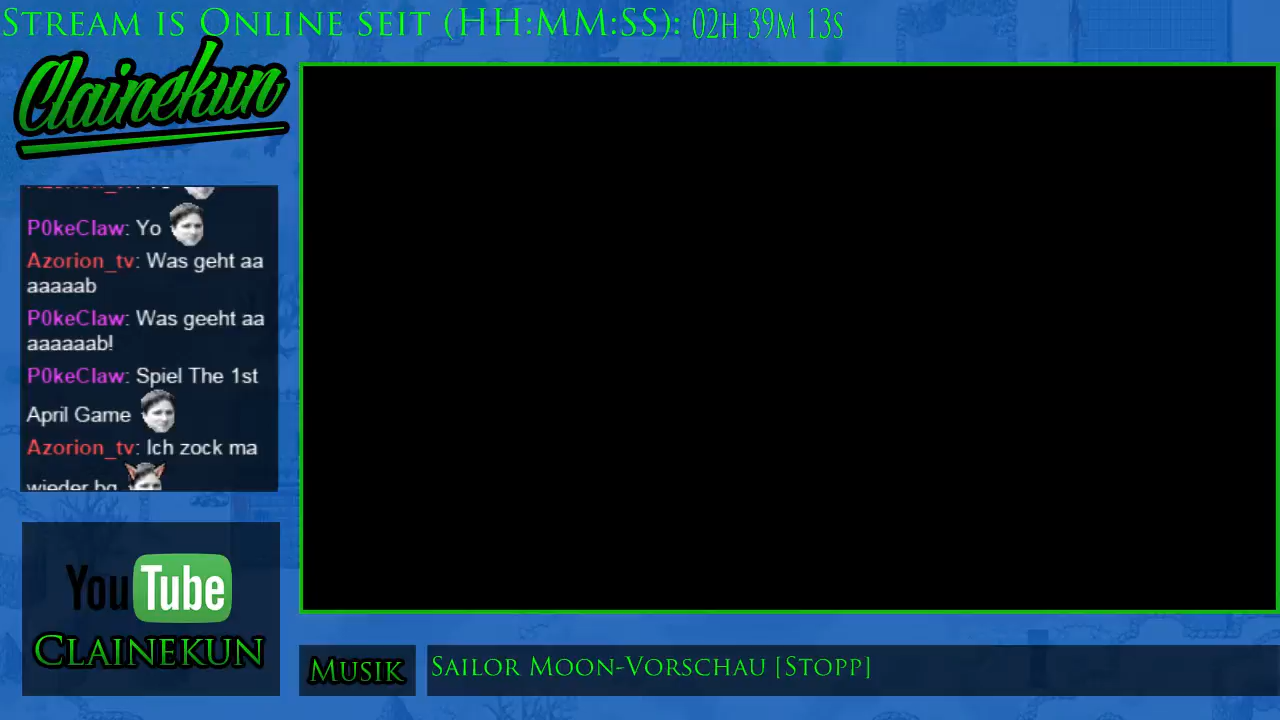 Stream is Online seit (HH:MM:SS): 02h 39m 13s
Clainekun
P0keClaw: Yo
Azorion_tv: Was geht aa
aaaaab
P0keClaw: Was geeht aa
aaaaaab!
P0keClaw: Spiel The 1st
April Game
Azorion_tv: Ich zock ma
wieder bg
YouTube
Clainekun
Musik
Sailor Moon-Vorschau [Stopp]